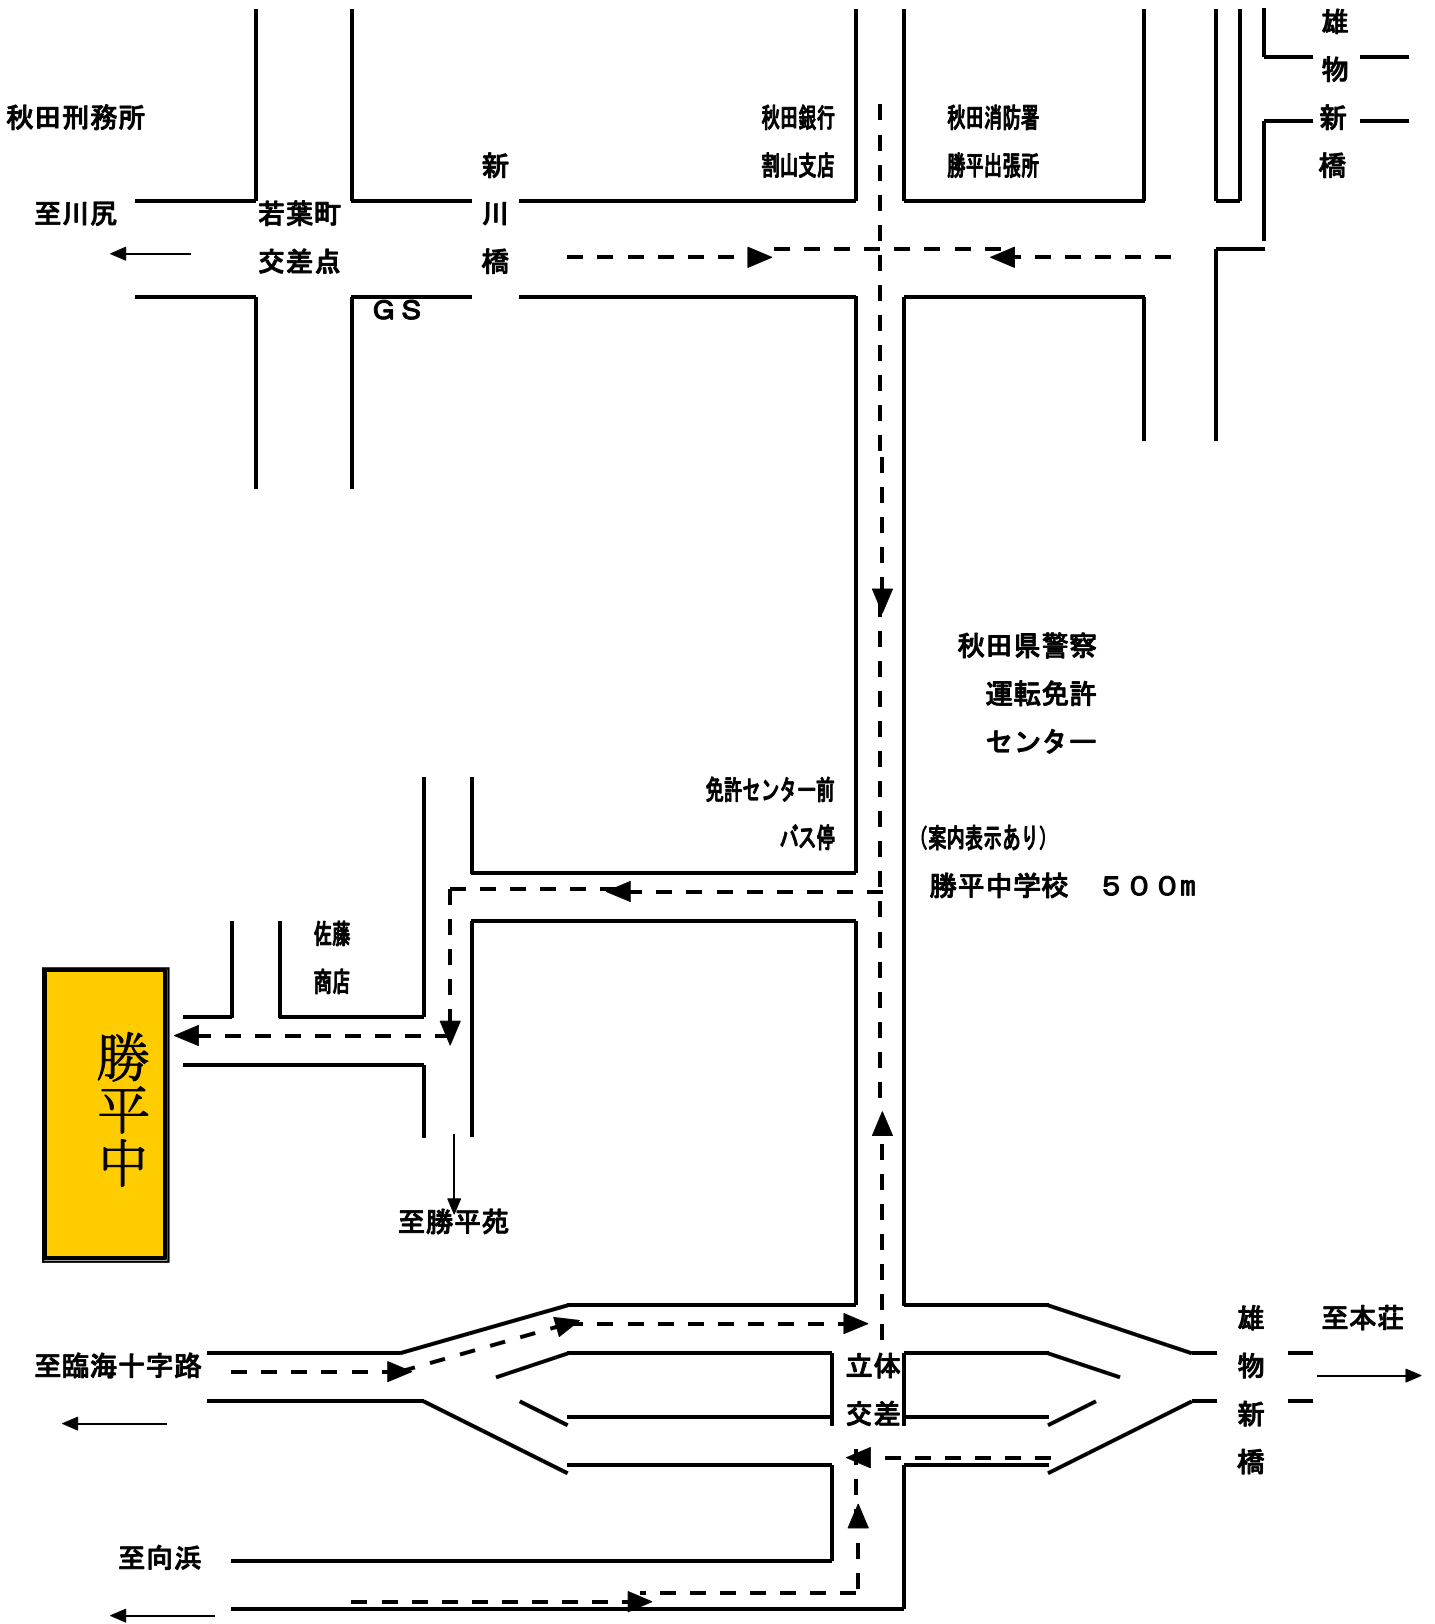 雄物新橋
秋田刑務所
秋田銀行
割山支店
秋田消防署
勝平出張所
新川橋
至川尻
若葉町
交差点
ＧＳ
秋田県警察
運転免許
センター
免許センター前
バス停
（案内表示あり）
勝平中学校　５００ｍ
佐藤
商店
勝平中
至勝平苑
至臨海十字路
立体
交差
雄物新橋
至本荘
至向浜